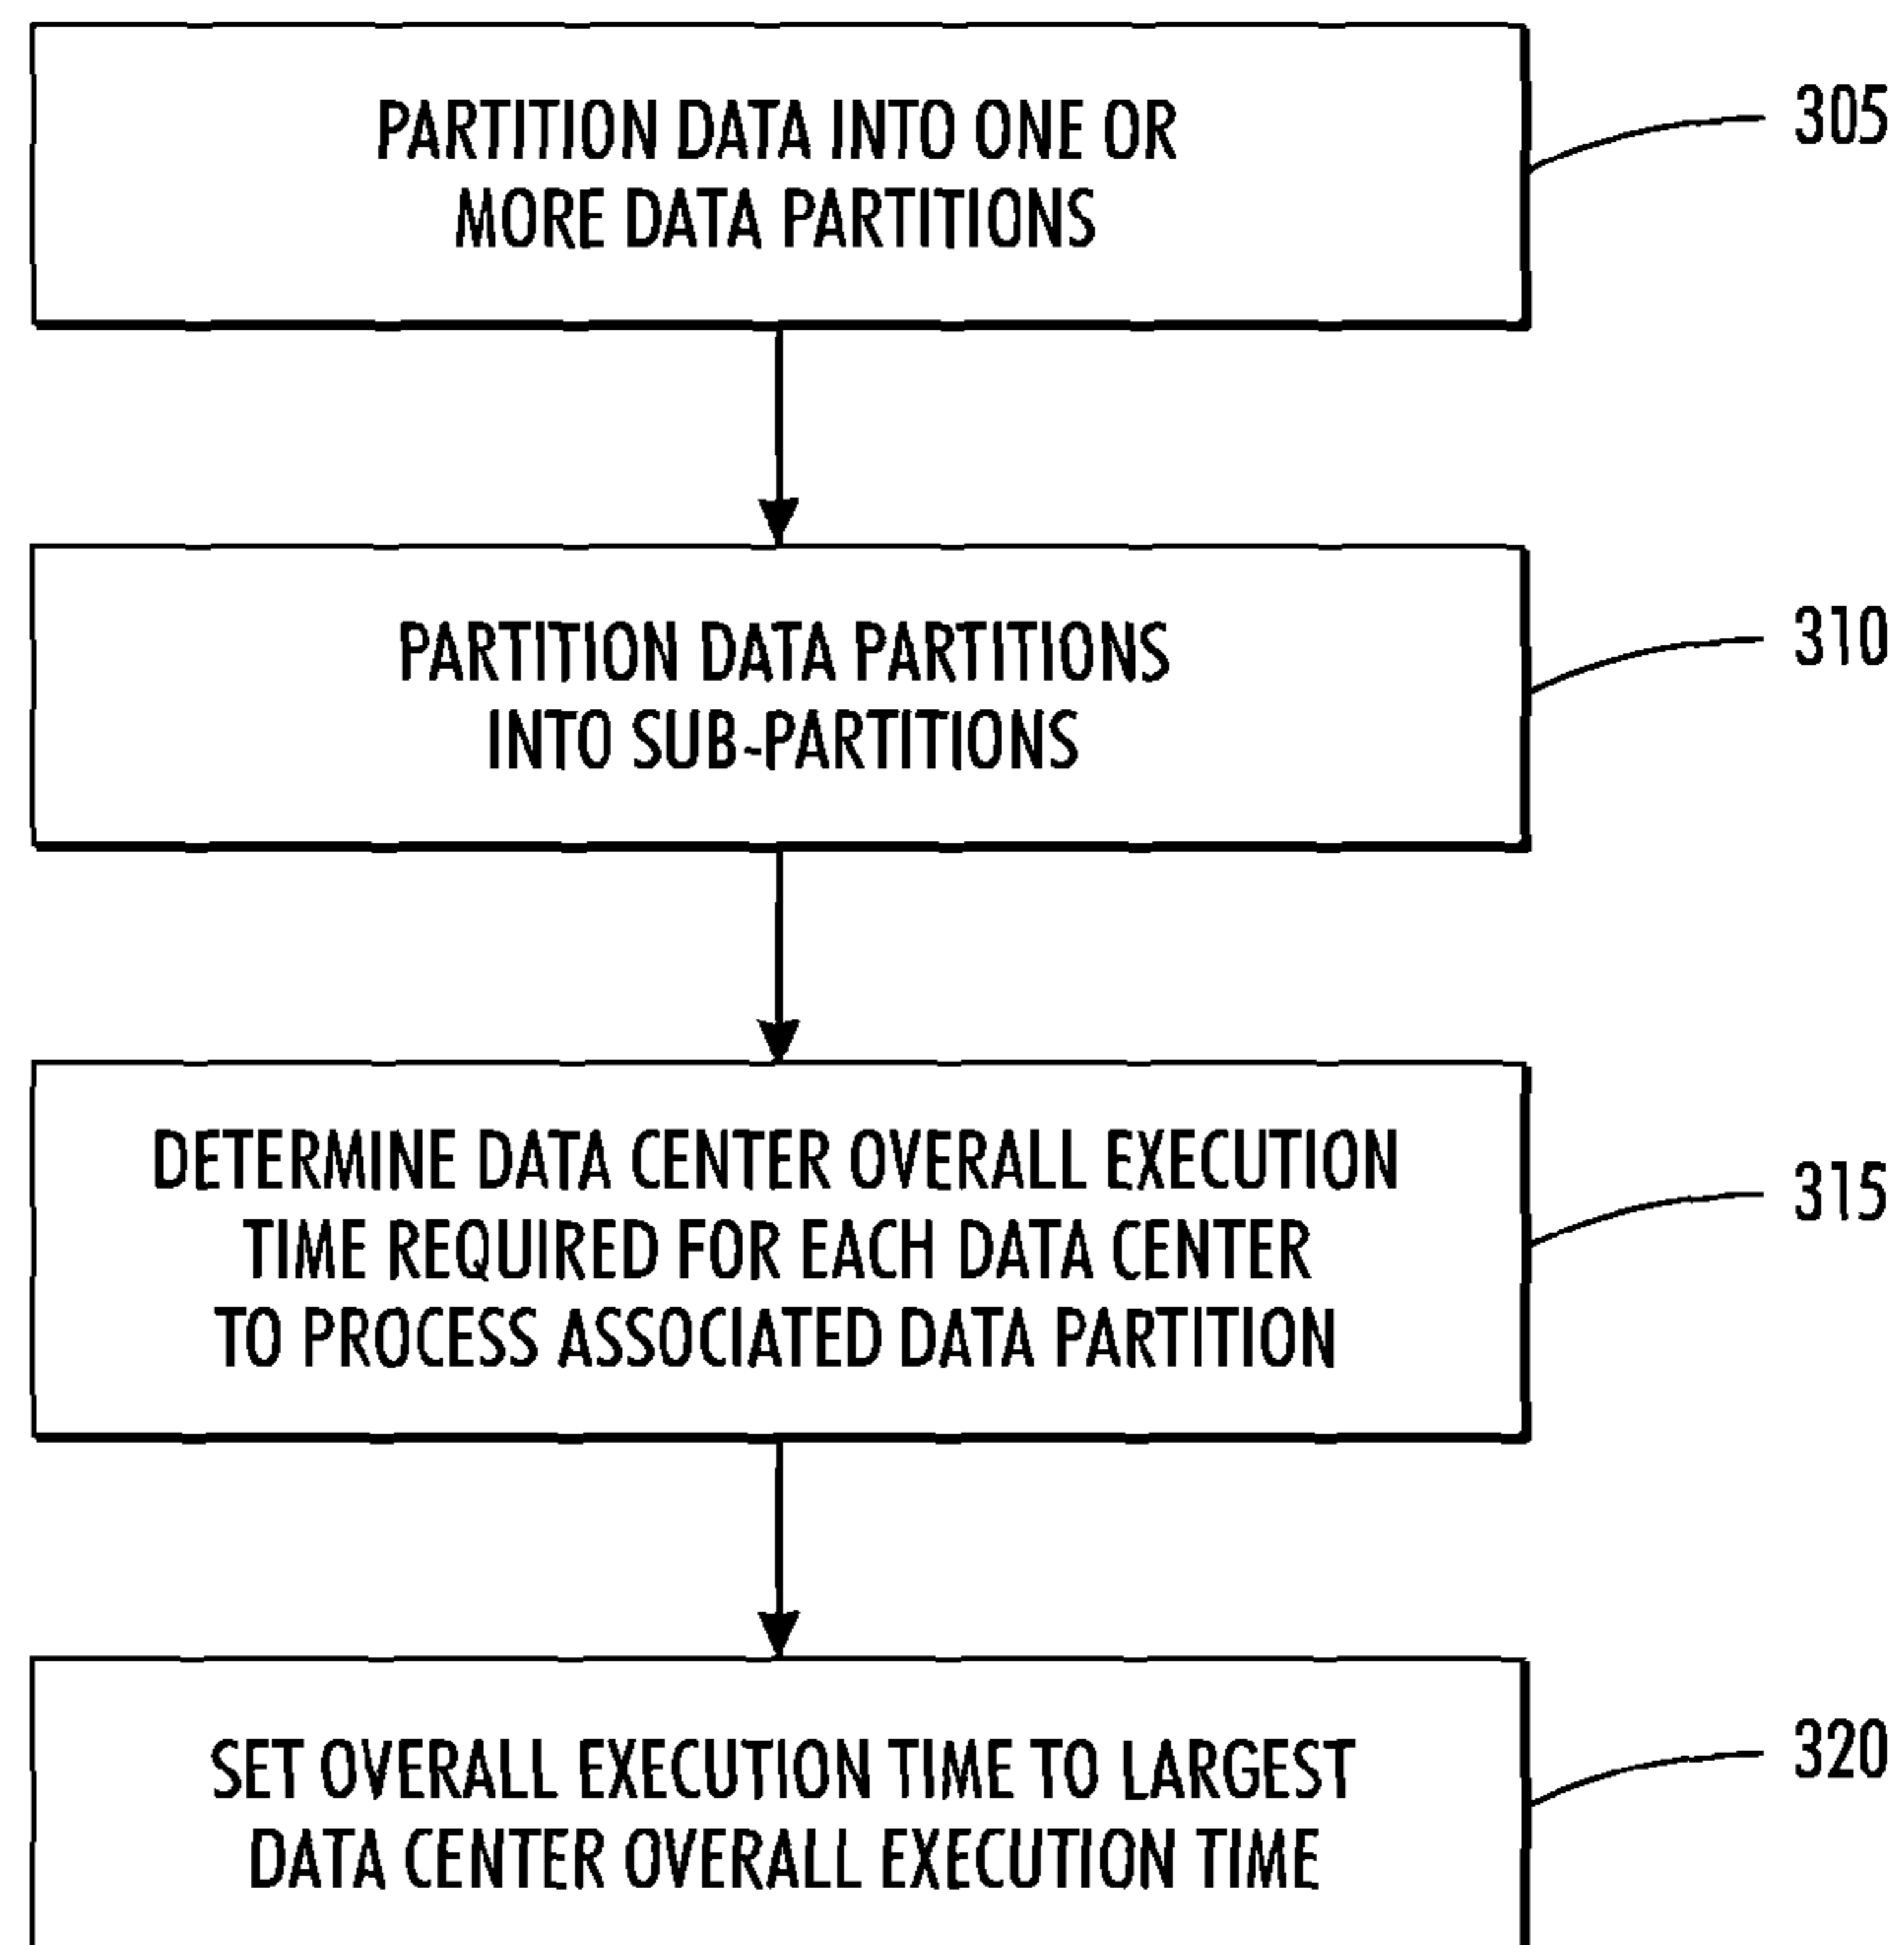 PARTITION DATA INTO ONE OR
MORE DATA PARTITIONS
305
PARTITION DATA PARTITIONS
INTO SUB-PARTITIONS
310
DETERMINE DATA CENTER OVERALL EXECUTION
TIME REQUIRED FOR EACH DATA CENTER
TO PROCESS ASSOCIATED DATA PARTITION
315
SET OVERALL EXECUTION TIME TO LARGEST
DATA CENTER OVERALL EXECUTION TIME
320